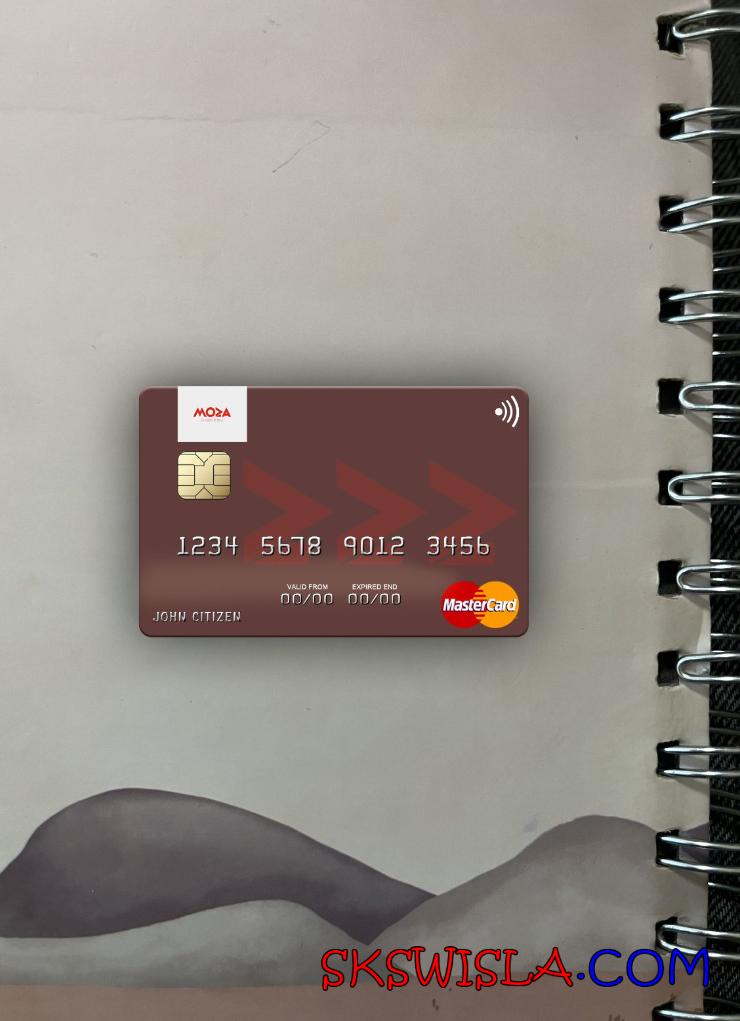 MOZA
1234 5678 9012 3456
VALID FROM EXPIRED END
00/00 00/00
JOHN CITIZEN
MasterCard
SKSWISLA.COM